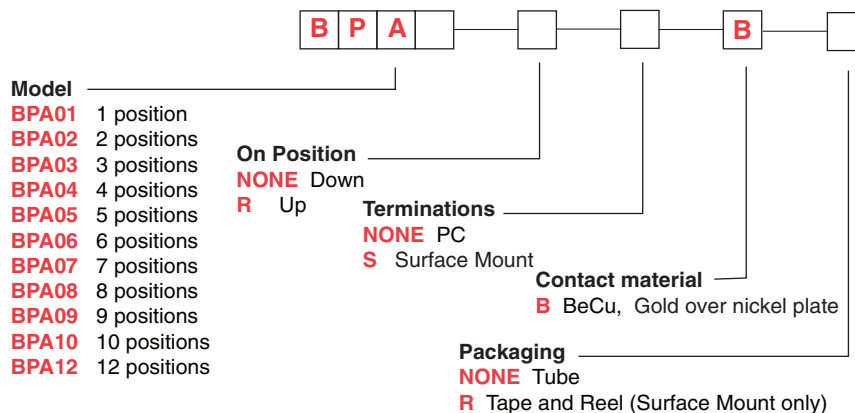 B P A B
Model
BPA01 1 position
BPA02 2 positions
BPA03 3 positions
BPA04 4 positions
BPA05 5 positions
BPA06 6 positions
BPA07 7 positions
BPA08 8 positions
BPA09 9 positions
BPA10 10 positions
BPA12 12 positions
On Position
NONE Down
R Up
Terminations
NONE PC
S Surface Mount
Contact material
B BeCu, Gold over nickel plate
Packaging
NONE Tube
R Tape and Reel (Surface Mount only)